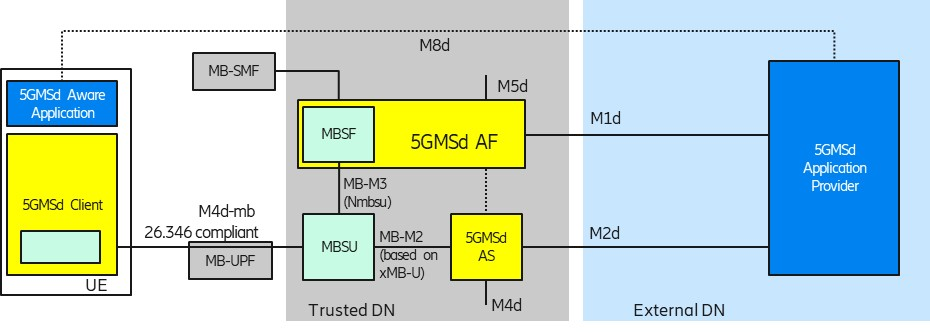 M8d
MB-SMF
M5d
5GMSd Aware
Application
MBSF
5GMSd AF
M1d
5GMSd
Application
Provider
MB-M3
(Nmbsu)
5GMSd Client
M4d-mb
26.346 compliant
MB-UPF
MBSU
MB-M2
(based on
xMB-U)
5GMSd
AS
M2d
UE
M4d
Trusted DN
External DN